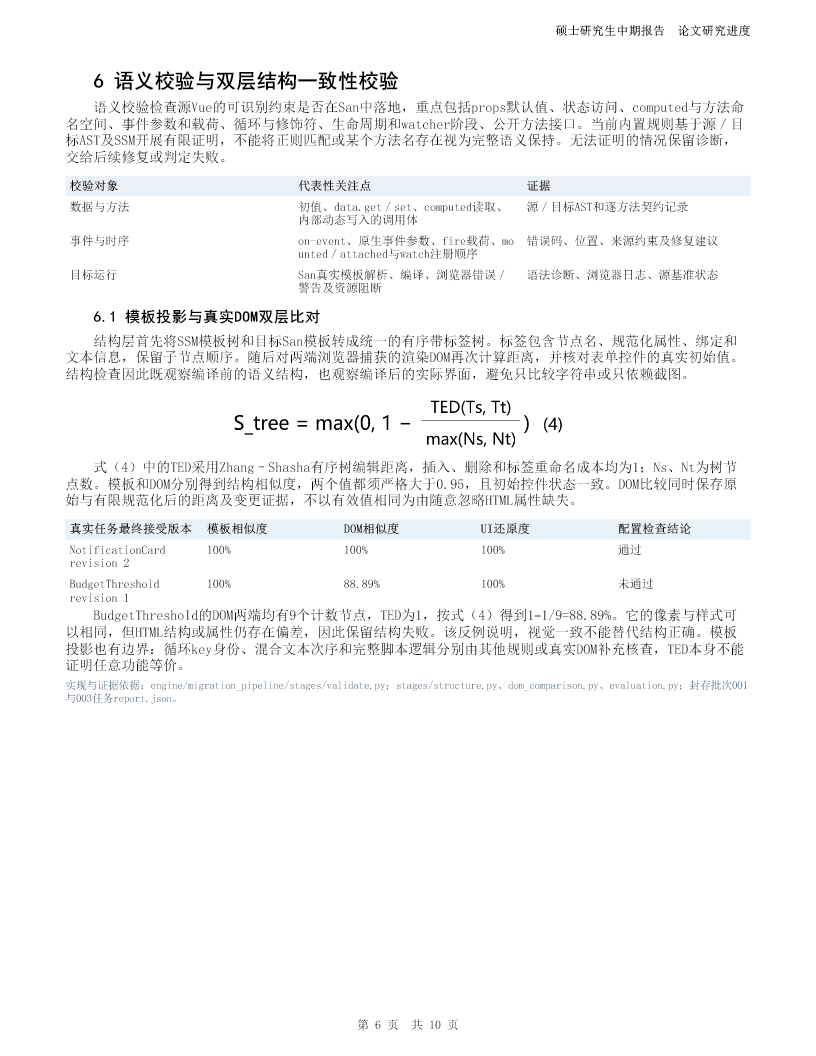 硕士研究生中期报告　论文研究进度
6 语义校验与双层结构一致性校验
语义校验检查源Vue的可识别约束是否在San中落地，重点包括props默认值、状态访问、computed与方法命
名空间、事件参数和载荷、循环与修饰符、生命周期和watcher阶段、公开方法接口。当前内置规则基于源／目
标AST及SSM开展有限证明，不能将正则匹配或某个方法名存在视为完整语义保持。无法证明的情况保留诊断，
交给后续修复或判定失败。
校验对象 代表性关注点 证据
数据与方法 初值、data.get／set、computed读取、 源／目标AST和逐方法契约记录
内部动态写入的调用体
事件与时序 on-event、原生事件参数、fire载荷、mo 错误码、位置、来源约束及修复建议
unted／attached与watch注册顺序
目标运行 San真实模板解析、编译、浏览器错误／ 语法诊断、浏览器日志、源基准状态
警告及资源阻断
6.1 模板投影与真实DOM双层比对
结构层首先将SSM模板树和目标San模板转成统一的有序带标签树。标签包含节点名、规范化属性、绑定和
文本信息，保留子节点顺序。随后对两端浏览器捕获的渲染DOM再次计算距离，并核对表单控件的真实初始值。
结构检查因此既观察编译前的语义结构，也观察编译后的实际界面，避免只比较字符串或只依赖截图。
S_tree = max(0, 1 − TED(Ts, Tt) / max(Ns, Nt) ) (4)
式（4）中的TED采用Zhang–Shasha有序树编辑距离，插入、删除和标签重命名成本均为1；Ns、Nt为树节
点数。模板和DOM分别得到结构相似度，两个值都须严格大于0.95，且初始控件状态一致。DOM比较同时保存原
始与有限规范化后的距离及变更证据，不以有效值相同为由随意忽略HTML属性缺失。
真实任务最终接受版本 模板相似度 DOM相似度 UI还原度 配置检查结论
NotificationCard 100% 100% 100% 通过
revision 2
BudgetThreshold 100% 88.89% 100% 未通过
revision 1
BudgetThreshold的DOM两端均有9个计数节点，TED为1，按式（4）得到1−1/9=88.89%。它的像素与样式可
以相同，但HTML结构或属性仍存在偏差，因此保留结构失败。该反例说明，视觉一致不能替代结构正确。模板
投影也有边界：循环key身份、混合文本次序和完整脚本逻辑分别由其他规则或真实DOM补充核查，TED本身不能
证明任意功能等价。
实现与证据依据：engine/migration_pipeline/stages/validate.py；stages/structure.py、dom_comparison.py、evaluation.py；封存批次001
与003任务report.json。
第 6 页　共 10 页